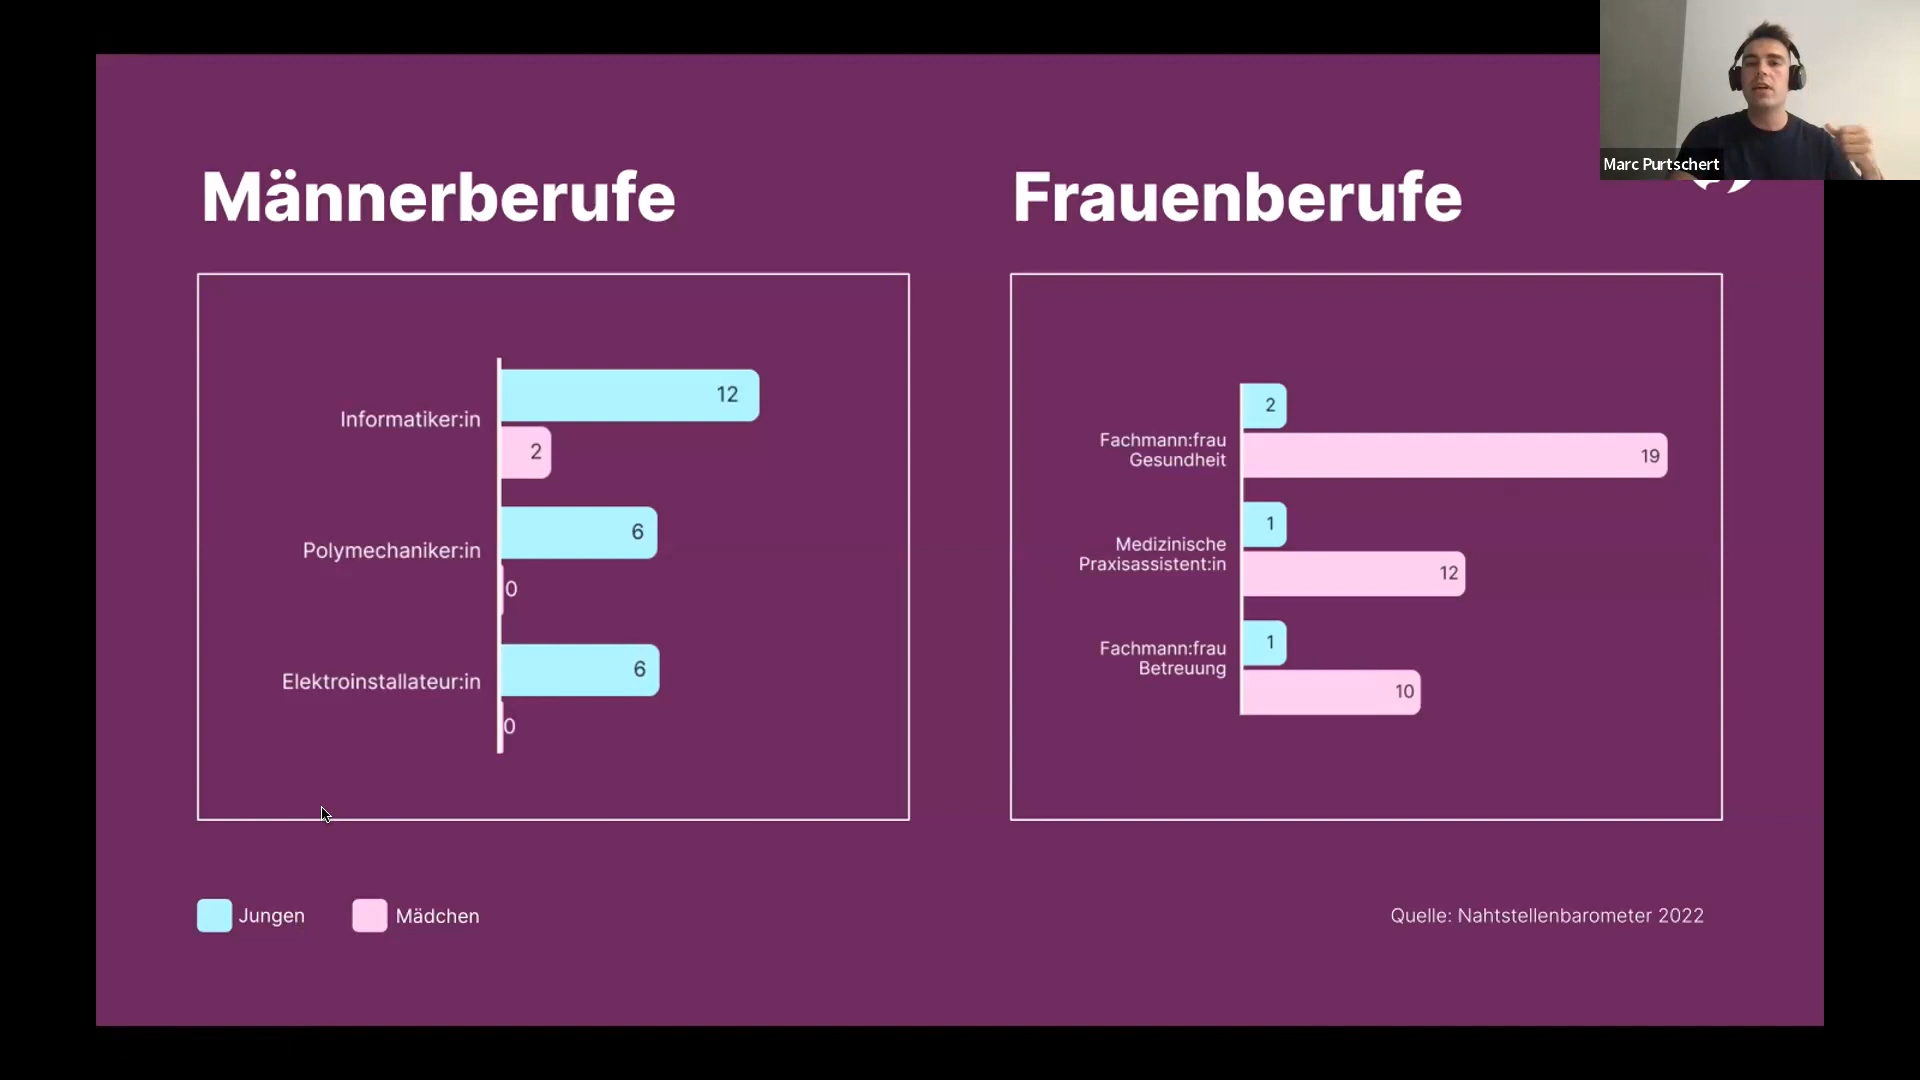 Marc Purtschert
Männerberufe
Informatiker:in
12
2
Polymechaniker:in
6
0
Elektroinstallateur:in
6
0
Frauenberufe
Fachmann:frau
Gesundheit
2
19
Medizinische
Praxisassistent:in
1
12
Fachmann:frau
Betreuung
1
10
Jungen
Mädchen
Quelle: Nahtstellenbarometer 2022